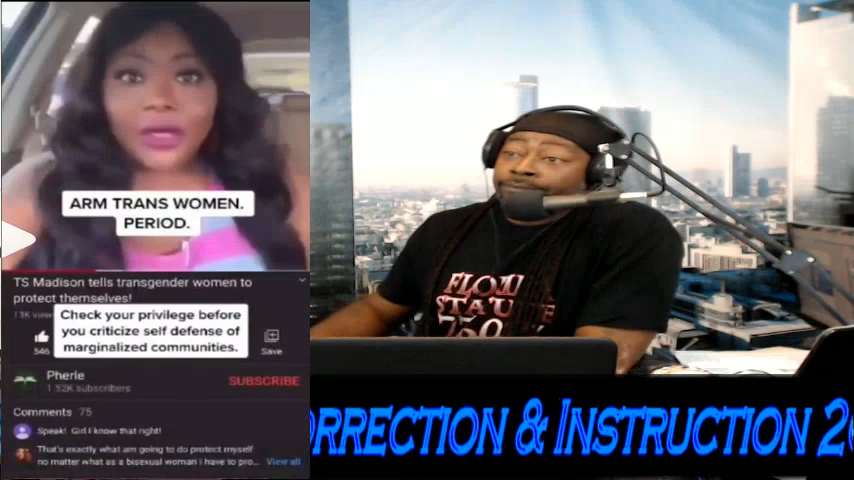 ARM TRANS WOMEN.
PERIOD.
TS Madison tells transgender women to
protect themselves!
Check your privilege before
you criticize self defense of
marginalized communities.
546
Save
Pherle
1.52K subscribers
SUBSCRIBE
Comments 75
Speak! Girl I know that right!
That's exactly what am going to do protect myself
no matter what as a bisexual woman i have to pro...
View all
ORRECTION & INSTRUCTION 2